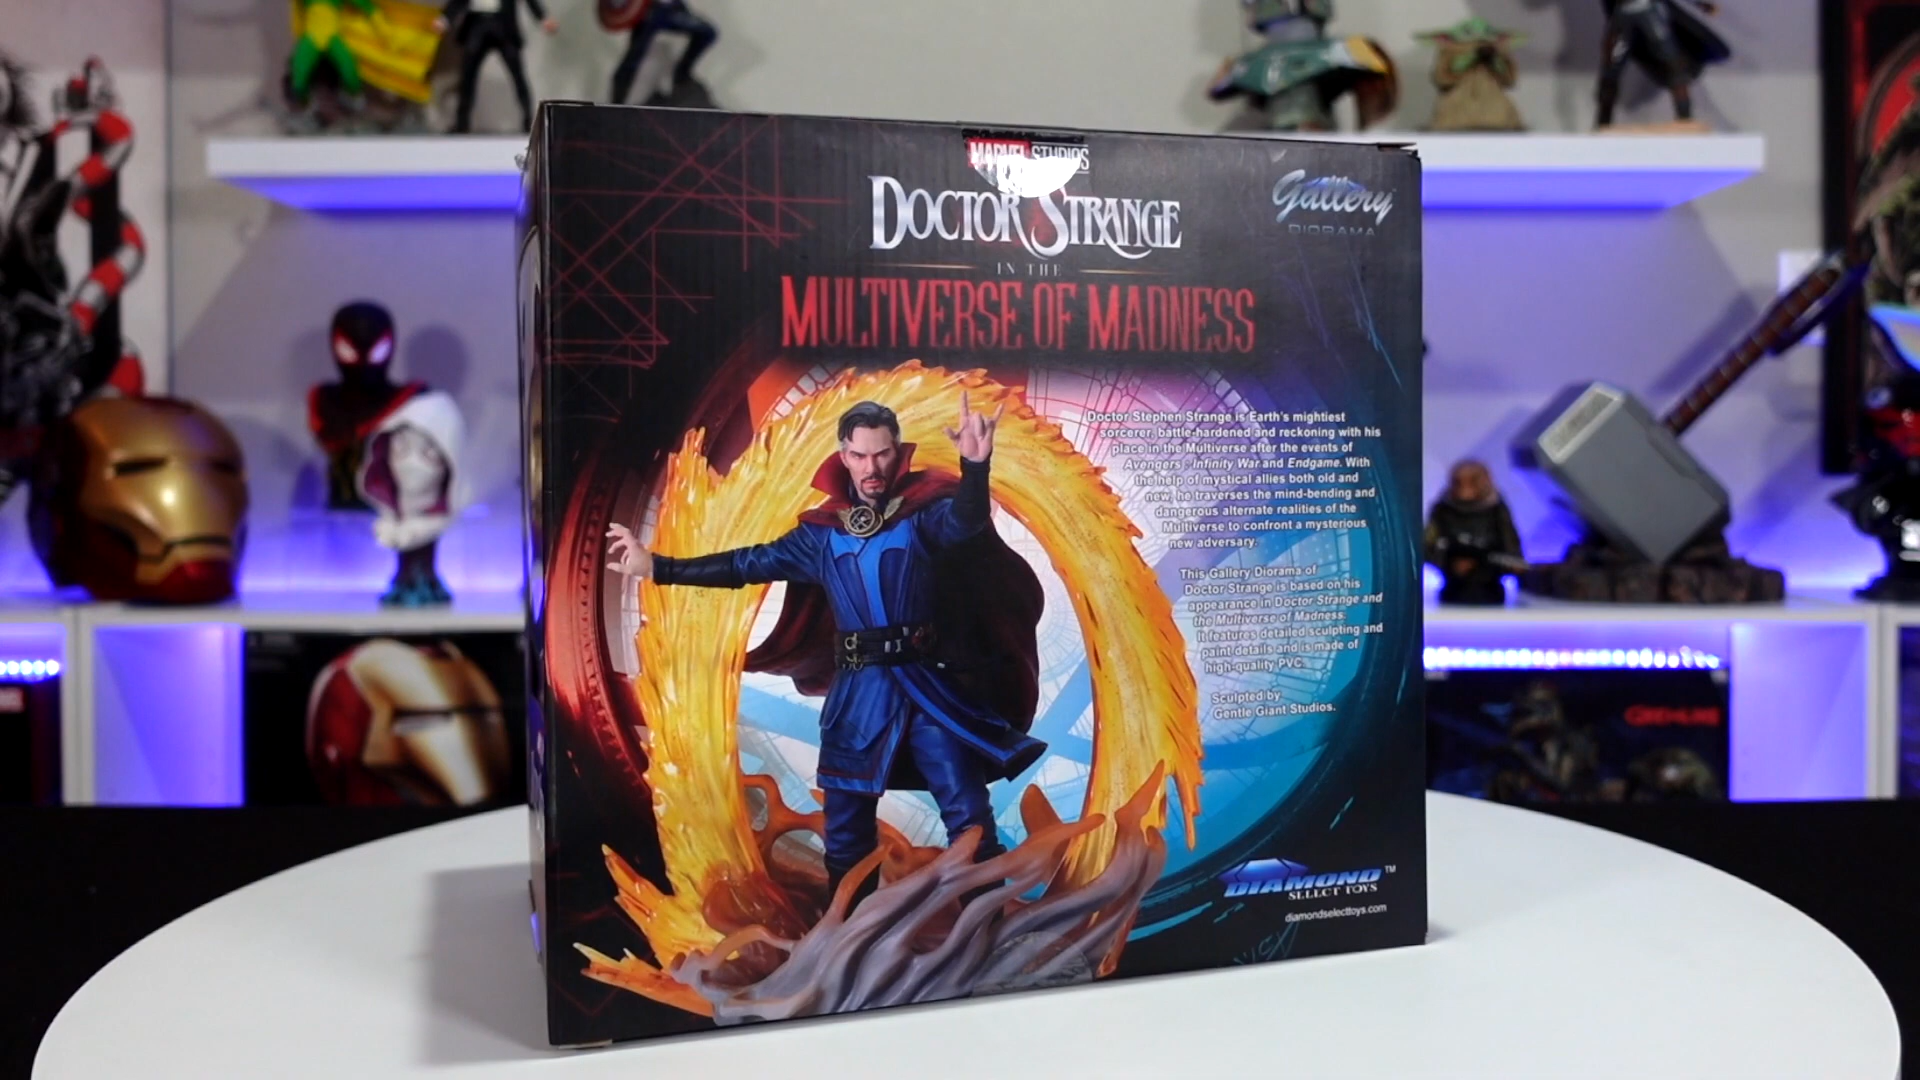 MARVEL STUDIOS
DOCTOR STRANGE
IN THE
MULTIVERSE OF MADNESS
Gallery
DIORAMA
Doctor Stephen Strange is Earth's mightiest
sorcerer, battle-hardened and reckoning with his
place in the Multiverse after the events of
Avengers : Infinity War and Endgame. With
the help of mystical allies both old and
new, he traverses the mind-bending and
dangerous alternate realities of the
Multiverse to confront a mysterious
new adversary.
This Gallery Diorama of
Doctor Strange is based on his
appearance in Doctor Strange and
the Multiverse of Madness.
It features detailed sculpting and
paint details and is made of
high-quality PVC.
Sculpted by
Gentle Giant Studios.
DIAMOND™
SELECT TOYS
diamondselecttoys.com
GREMLINS